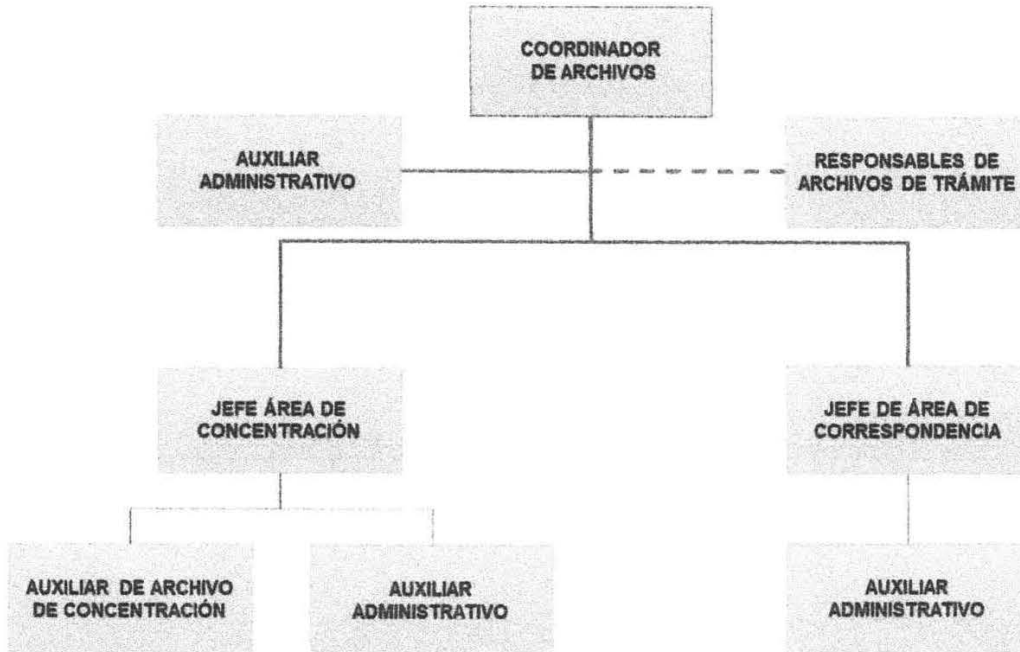 COORDINADOR
DE ARCHIVOS
AUXILIAR
ADMINISTRATIVO
RESPONSABLES DE
ARCHIVOS DE TRÁMITE
JEFE ÁREA DE
CONCENTRACIÓN
JEFE DE ÁREA DE
CORRESPONDENCIA
AUXILIAR DE ARCHIVO
DE CONCENTRACIÓN
AUXILIAR
ADMINISTRATIVO
AUXILIAR
ADMINISTRATIVO